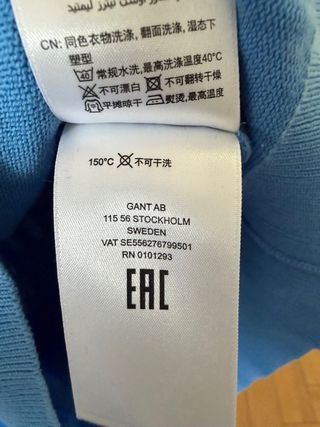 CN: 同色衣物洗涤, 翻面洗涤, 湿态下
塑型
常规水洗,最高洗涤温度40°C
不可漂白 不可翻转干燥
平摊晾干 熨烫,最高温度
150°C 不可干洗
GANT AB
115 56 STOCKHOLM
SWEDEN
VAT SE556276799501
RN 0101293
EAC